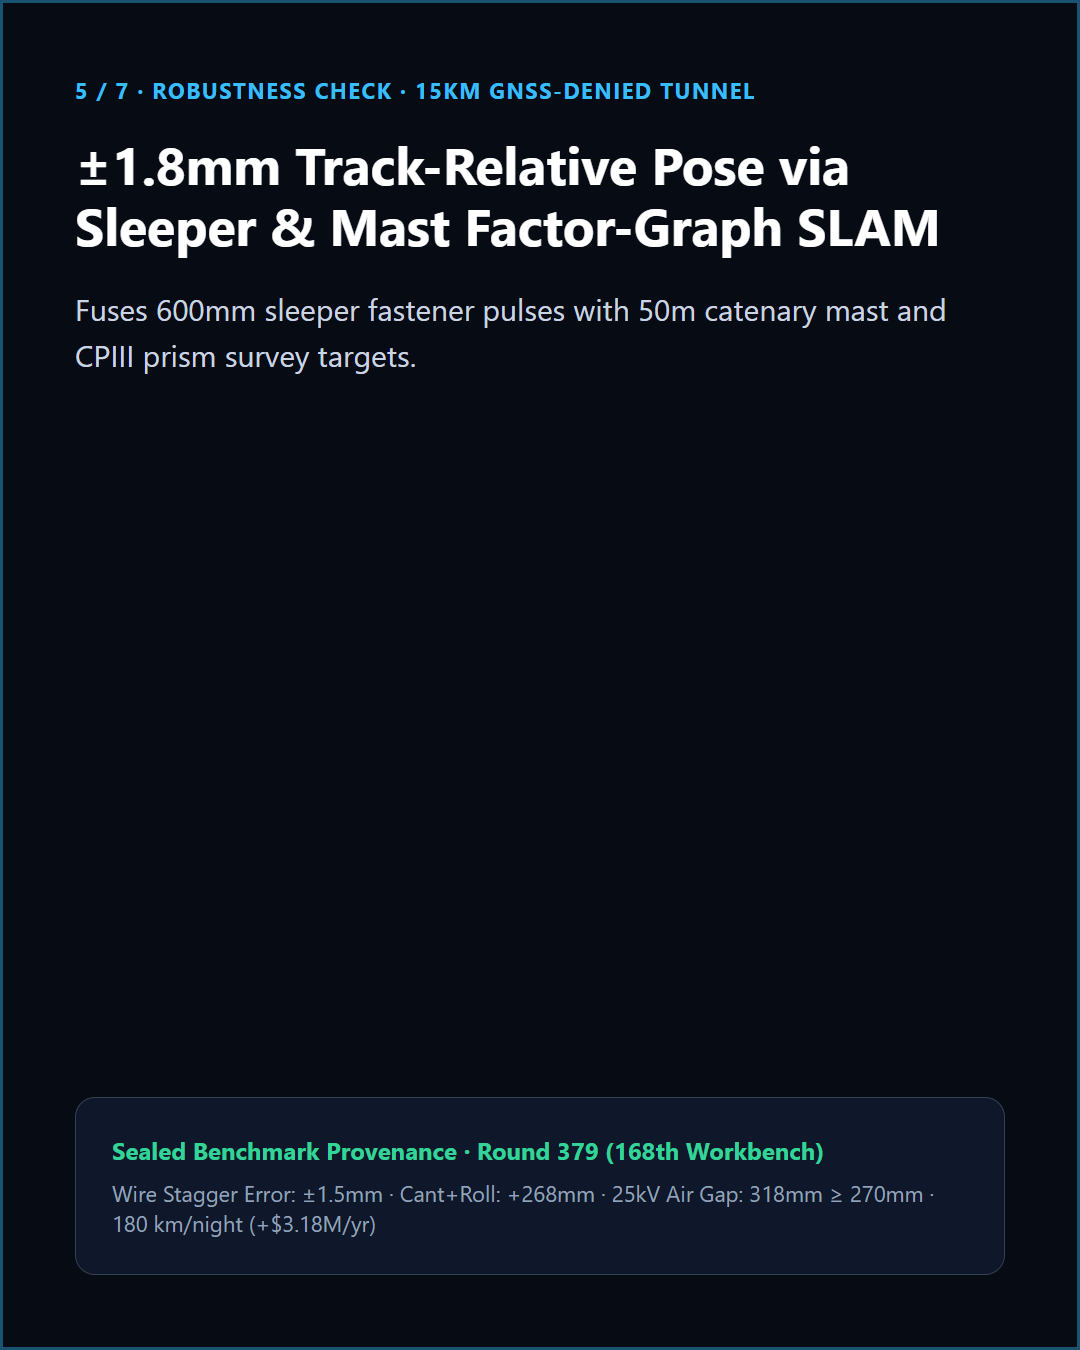 5 / 7 · ROBUSTNESS CHECK · 15KM GNSS-DENIED TUNNEL
±1.8mm Track-Relative Pose via
Sleeper & Mast Factor-Graph SLAM
Fuses 600mm sleeper fastener pulses with 50m catenary mast and
CPIII prism survey targets.
Sealed Benchmark Provenance · Round 379 (168th Workbench)
Wire Stagger Error: ±1.5mm · Cant+Roll: +268mm · 25kV Air Gap: 318mm ≥ 270mm ·
180 km/night (+$3.18M/yr)